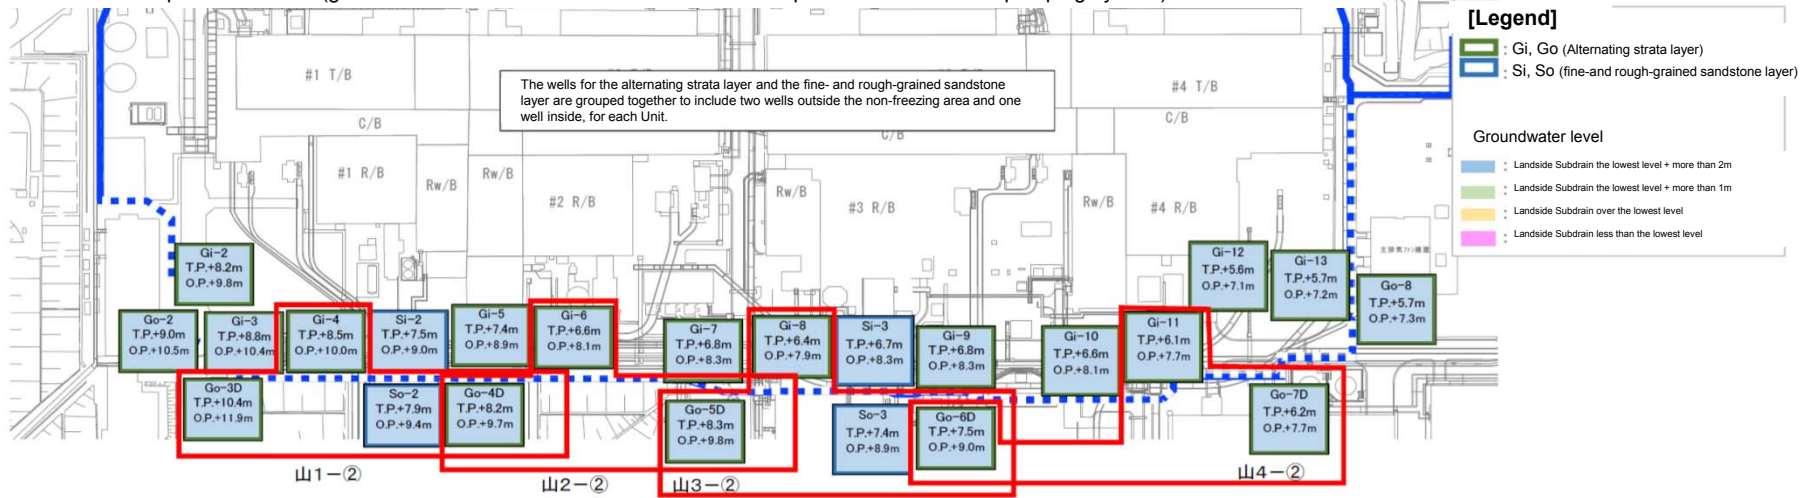 [Legend]
: Gi, Go (Alternating strata layer)
: Si, So (fine-and rough-grained sandstone layer)
Groundwater level
: Landside Subdrain the lowest level + more than 2m
: Landside Subdrain the lowest level + more than 1m
: Landside Subdrain over the lowest level
: Landside Subdrain less than the lowest level
The wells for the alternating strata layer and the fine- and rough-grained sandstone
layer are grouped together to include two wells outside the non-freezing area and one
well inside, for each Unit.
#1 T/B
#4 T/B
C/B
C/B
C/B
#1 R/B
Rw/B
Rw/B
#2 R/B
Rw/B
#3 R/B
Rw/B
#4 R/B
Gi-2
T.P.+8.2m
O.P.+9.8m
Gi-12
T.P.+5.6m
O.P.+7.1m
Gi-13
T.P.+5.7m
O.P.+7.2m
Go-8
T.P.+5.7m
O.P.+7.3m
Go-2
T.P.+9.0m
O.P.+10.5m
Gi-3
T.P.+8.8m
O.P.+10.4m
Gi-4
T.P.+8.5m
O.P.+10.0m
Si-2
T.P.+7.5m
O.P.+9.0m
Gi-5
T.P.+7.4m
O.P.+8.9m
Gi-6
T.P.+6.6m
O.P.+8.1m
Gi-7
T.P.+6.8m
O.P.+8.3m
Gi-8
T.P.+6.4m
O.P.+7.9m
Si-3
T.P.+6.7m
O.P.+8.3m
Gi-9
T.P.+6.8m
O.P.+8.3m
Gi-10
T.P.+6.6m
O.P.+8.1m
Gi-11
T.P.+6.1m
O.P.+7.7m
Go-3D
T.P.+10.4m
O.P.+11.9m
So-2
T.P.+7.9m
O.P.+9.4m
Go-4D
T.P.+8.2m
O.P.+9.7m
Go-5D
T.P.+8.3m
O.P.+9.8m
So-3
T.P.+7.4m
O.P.+8.9m
Go-6D
T.P.+7.5m
O.P.+9.0m
Go-7D
T.P.+6.2m
O.P.+7.7m
山1-②
山2-②
山3-②
山4-②